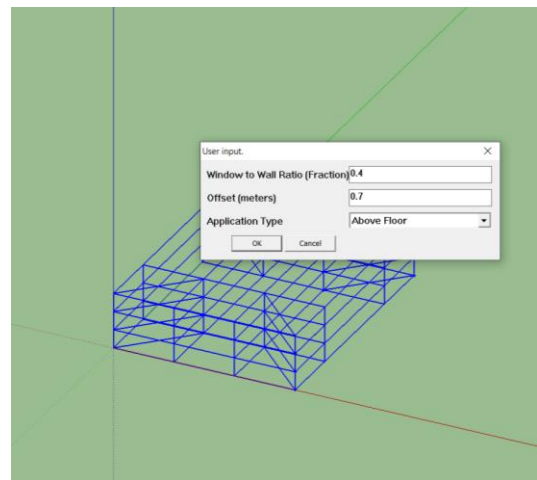 User input.
Window to Wall Ratio (Fraction) 0.4
Offset (meters) 0.7
Application Type Above Floor
OK Cancel